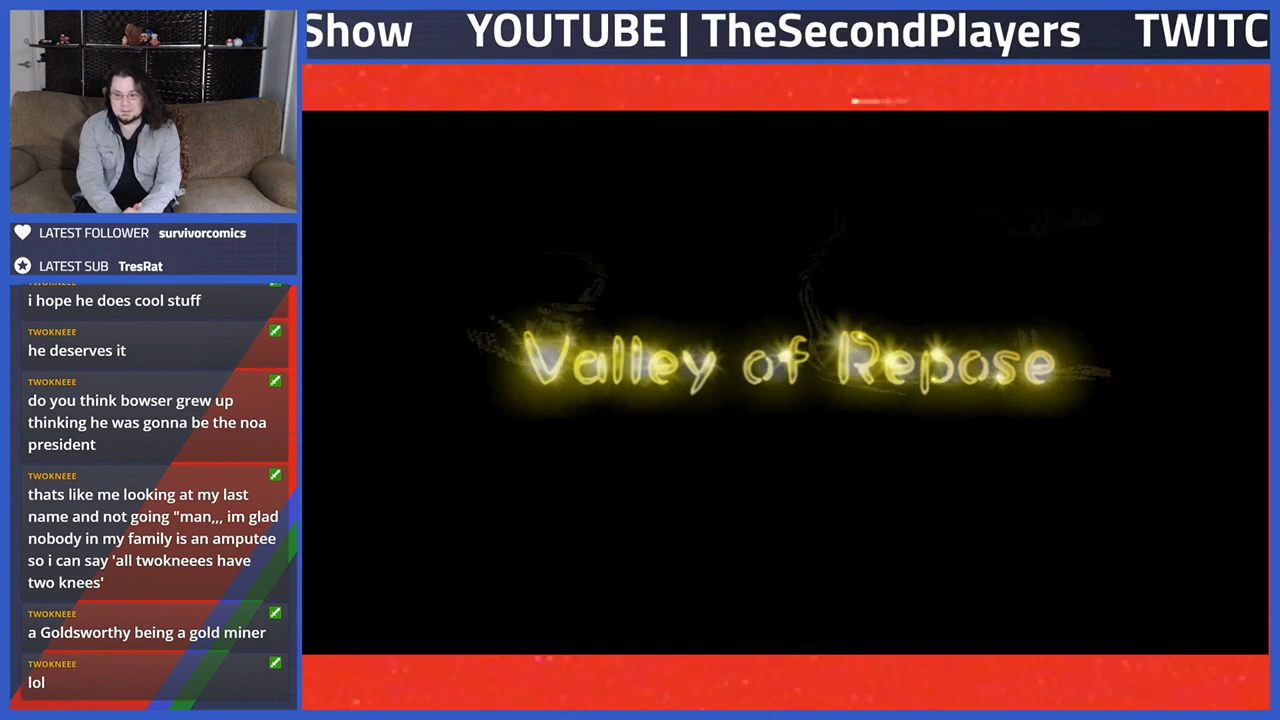 Show YOUTUBE | TheSecondPlayers TWITC
Valley of Repose
LATEST FOLLOWER survivorcomics
LATEST SUB TresRat
i hope he does cool stuff
TWOKNEEE
he deserves it
TWOKNEEE
do you think bowser grew up
thinking he was gonna be the noa
president
TWOKNEEE
thats like me looking at my last
name and not going "man,,, im glad
nobody in my family is an amputee
so i can say 'all twokneees have
two knees'
TWOKNEEE
a Goldsworthy being a gold miner
TWOKNEEE
lol